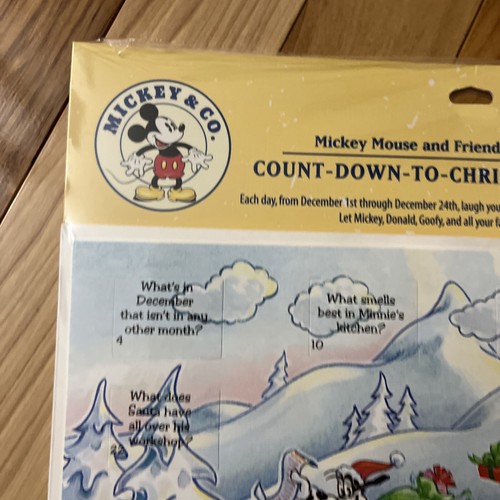 MICKEY & CO.
Mickey Mouse and Friend
COUNT-DOWN-TO-CHRI
Each day, from December 1st through December 24th, laugh you
Let Mickey, Donald, Goofy, and all your fa
What's in
December
that isn't in any
other month?
4
What smells
best in Minnie's
kitchen?
10
What does
Santa have
all over his
workshop?